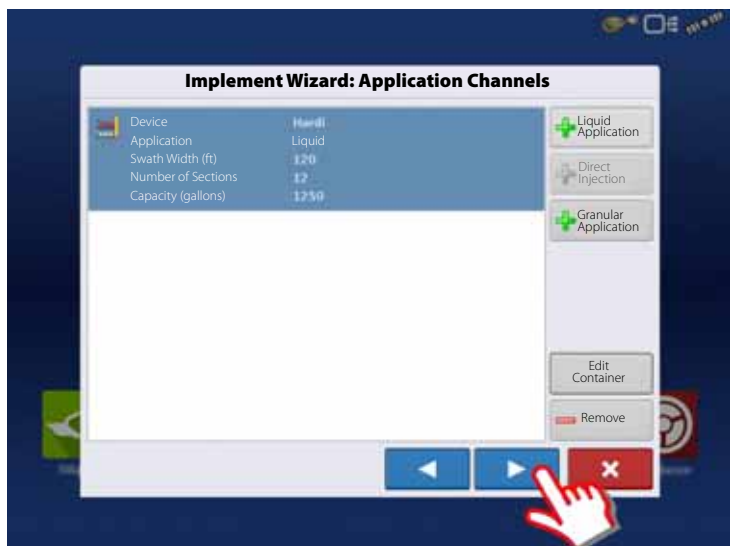 Implement Wizard: Application Channels
Device Hardi
Application Liquid
Swath Width (ft) 120
Number of Sections 12
Capacity (gallons) 1250
Liquid
Application
Direct
Injection
Granular
Application
Edit
Container
Remove